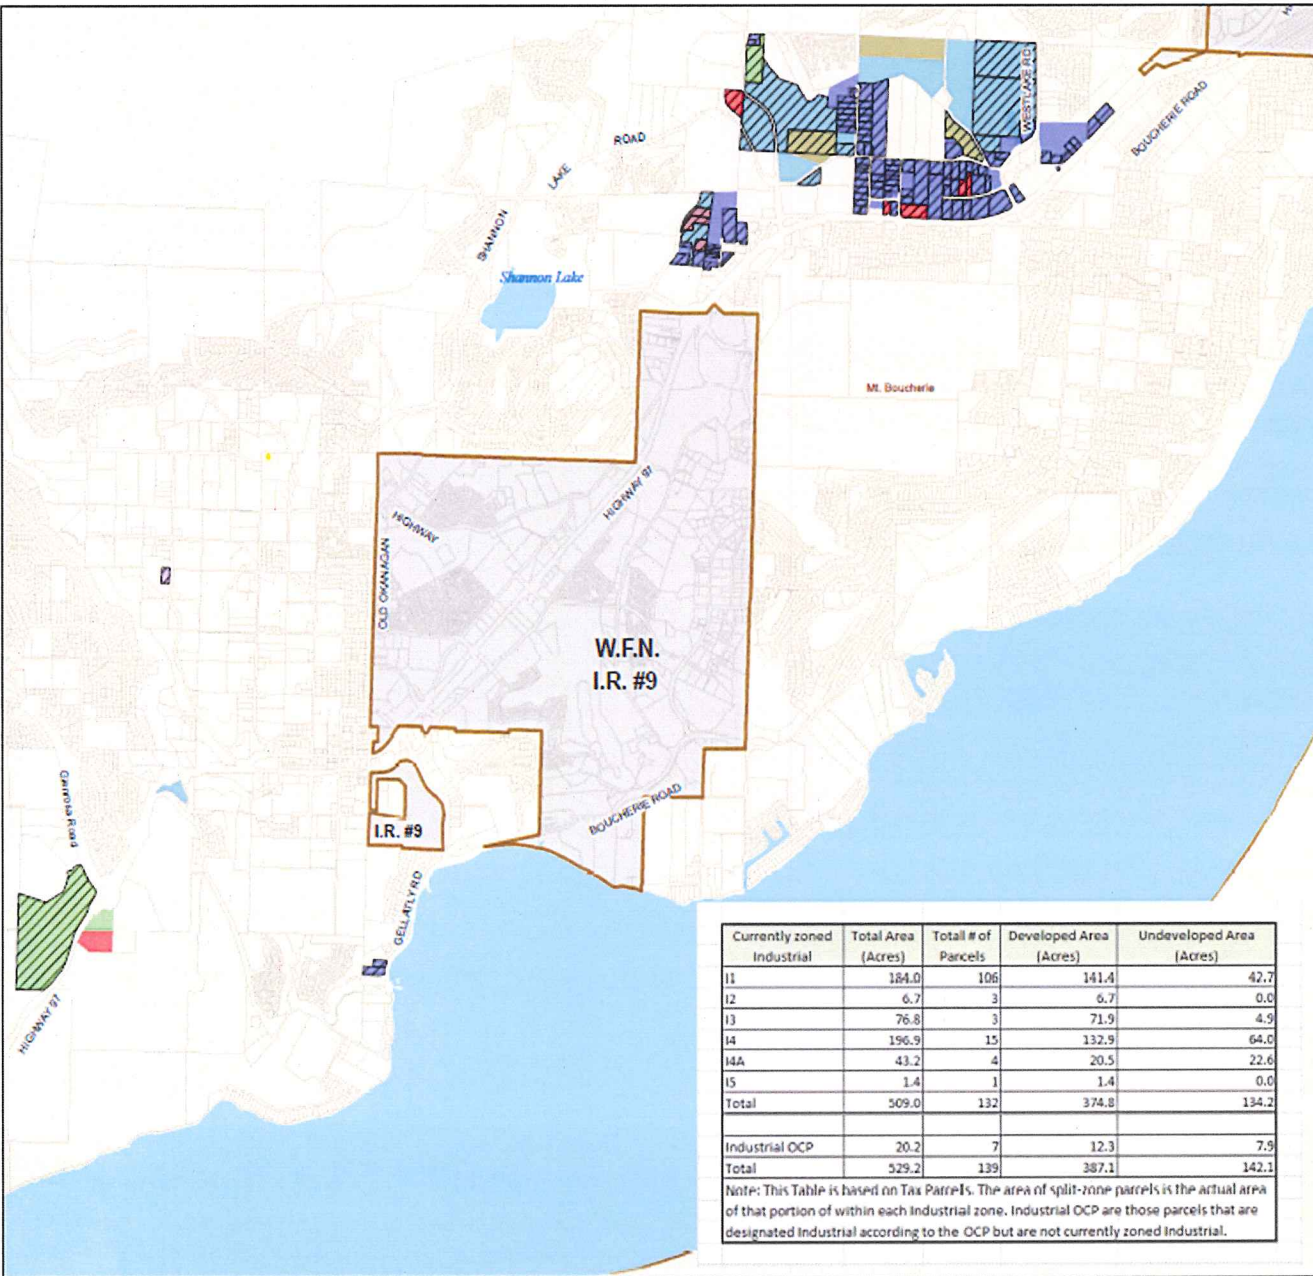 WESTLAKE RD
BOUCHERIE ROAD
SHANNON
LAKE
ROAD
Shannon Lake
Mt. Boucherie
HIGHWAY 97
HIGHWAY
OLD OKANAGAN
W.F.N.
I.R. #9
BOUCHERIE ROAD
I.R. #9
GELLATLY RD
Glenrosa Road
HIGHWAY 97
Currently zoned Industrial Total Area (Acres) Totall # of Parcels Developed Area (Acres) Undeveloped Area (Acres)
I1 184.0 106 141.4 42.7
I2 6.7 3 6.7 0.0
I3 76.8 3 71.9 4.9
I4 196.9 15 132.9 64.0
I4A 43.2 4 20.5 22.6
I5 1.4 1 1.4 0.0
Total 509.0 132 374.8 134.2
Industrial OCP 20.2 7 12.3 7.9
Total 529.2 139 387.1 142.1
Note: This Table is based on Tax Parcels. The area of split-zone parcels is the actual area
of that portion of within each Industrial zone. Industrial OCP are those parcels that are
designated Industrial according to the OCP but are not currently zoned Industrial.